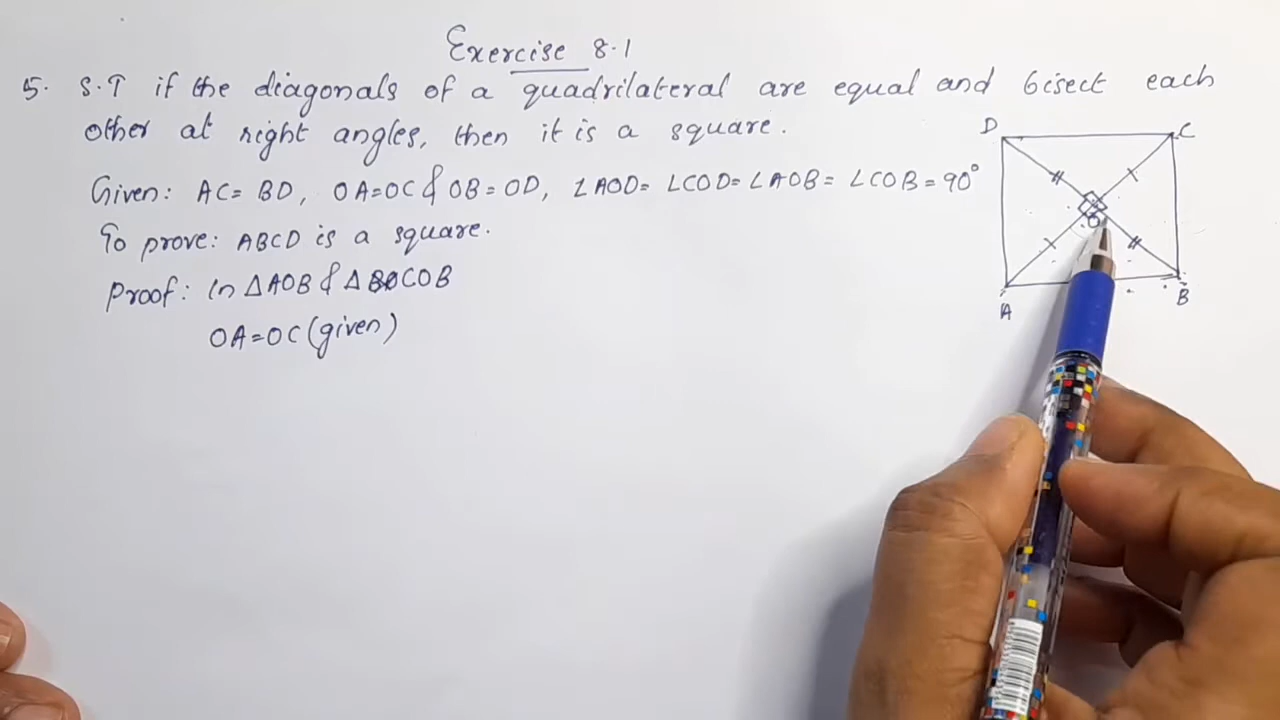 Exercise 8.1
5. S.T if the diagonals of a quadrilateral are equal and bisect each
other at right angles, then it is a square.
Given: AC= BD, OA=OC & OB=OD, ∠AOD= ∠COD= ∠AOB= ∠COB=90°
To prove: ABCD is a square.
Proof: In ΔAOB & ΔCOB
OA=OC (given)
D C
O
A B